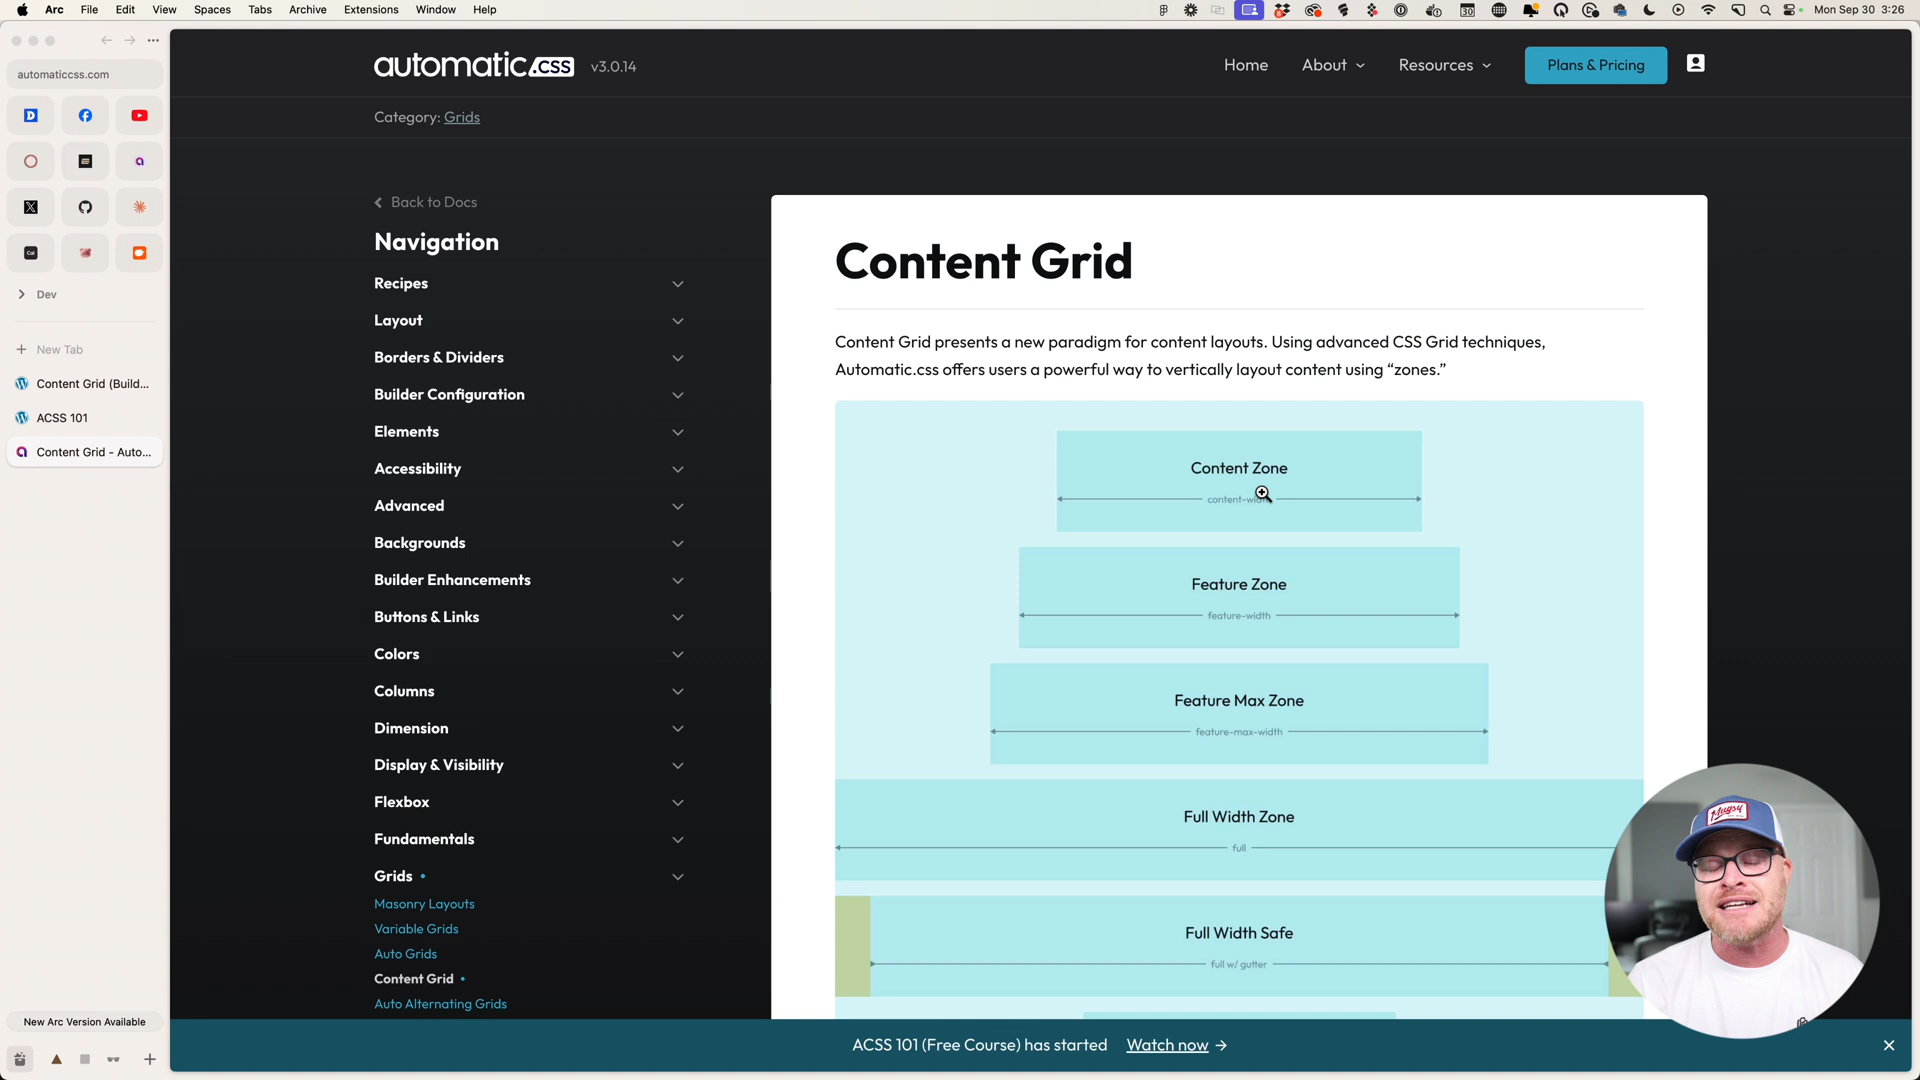 Arc File Edit View Spaces Tabs Archive Extensions Window Help
30
Mon Sep 30 3:26
automaticcss.com
Dev
New Tab
Content Grid (Build...
ACSS 101
Content Grid - Auto...
New Arc Version Available
automatic.css v3.0.14
Home About Resources Plans & Pricing
Category: Grids
Back to Docs
Navigation
Recipes
Layout
Borders & Dividers
Builder Configuration
Elements
Accessibility
Advanced
Backgrounds
Builder Enhancements
Buttons & Links
Colors
Columns
Dimension
Display & Visibility
Flexbox
Fundamentals
Grids
Masonry Layouts
Variable Grids
Auto Grids
Content Grid
Auto Alternating Grids
Content Grid
Content Grid presents a new paradigm for content layouts. Using advanced CSS Grid techniques,
Automatic.css offers users a powerful way to vertically layout content using “zones.”
Content Zone
content-width
Feature Zone
feature-width
Feature Max Zone
feature-max-width
Full Width Zone
full
Full Width Safe
full w/ gutter
Mugsy
ACSS 101 (Free Course) has started Watch now →